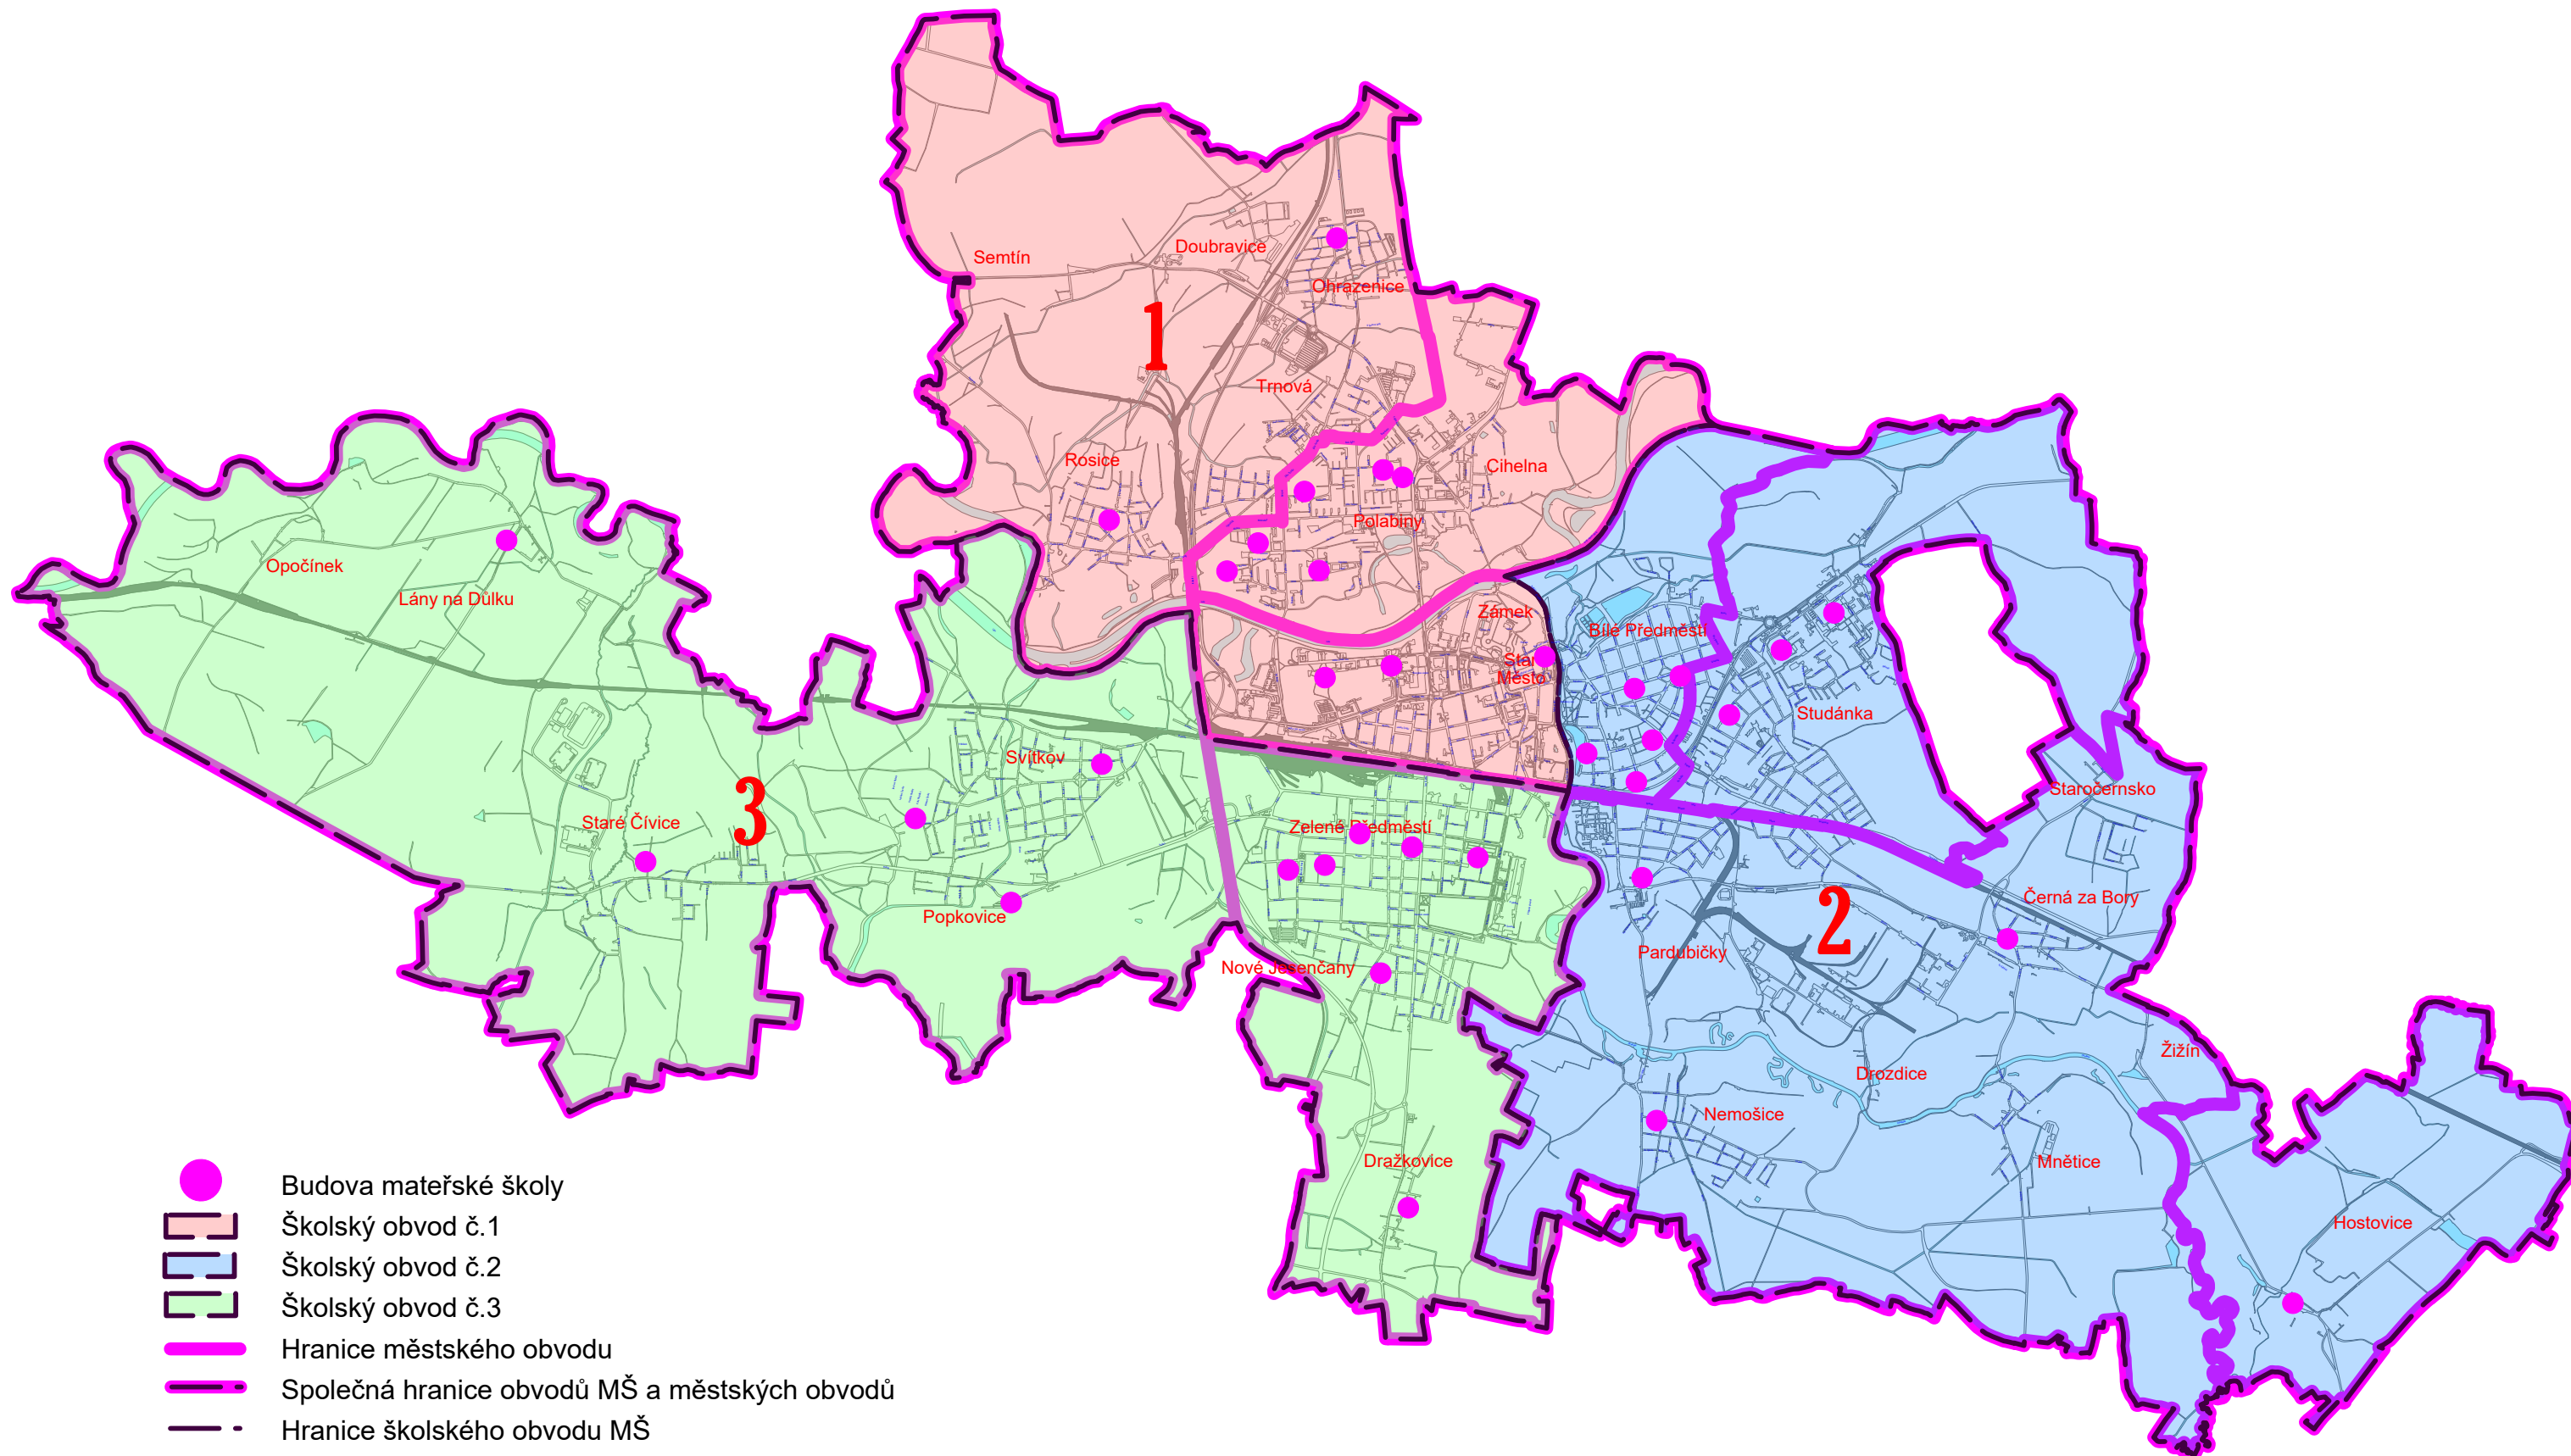 Semtín
Doubravice
Ohrazenice
1
Trnová
Rosice
Cihelna
Polabiny
Opočínek
Lány na Důlku
Zámek
Bílé Předměstí
Staré
Město
Studánka
Svítkov
Staročernsko
3
Staré Čívice
Zelené Předměstí
Černá za Bory
Popkovice
2
Pardubičky
Nové Jesenčany
Žižín
Drozdice
Nemošice
Dražkovice
Mnětice
Hostovice
Budova mateřské školy
Školský obvod č.1
Školský obvod č.2
Školský obvod č.3
Hranice městského obvodu
Společná hranice obvodů MŠ a městských obvodů
Hranice školského obvodu MŠ